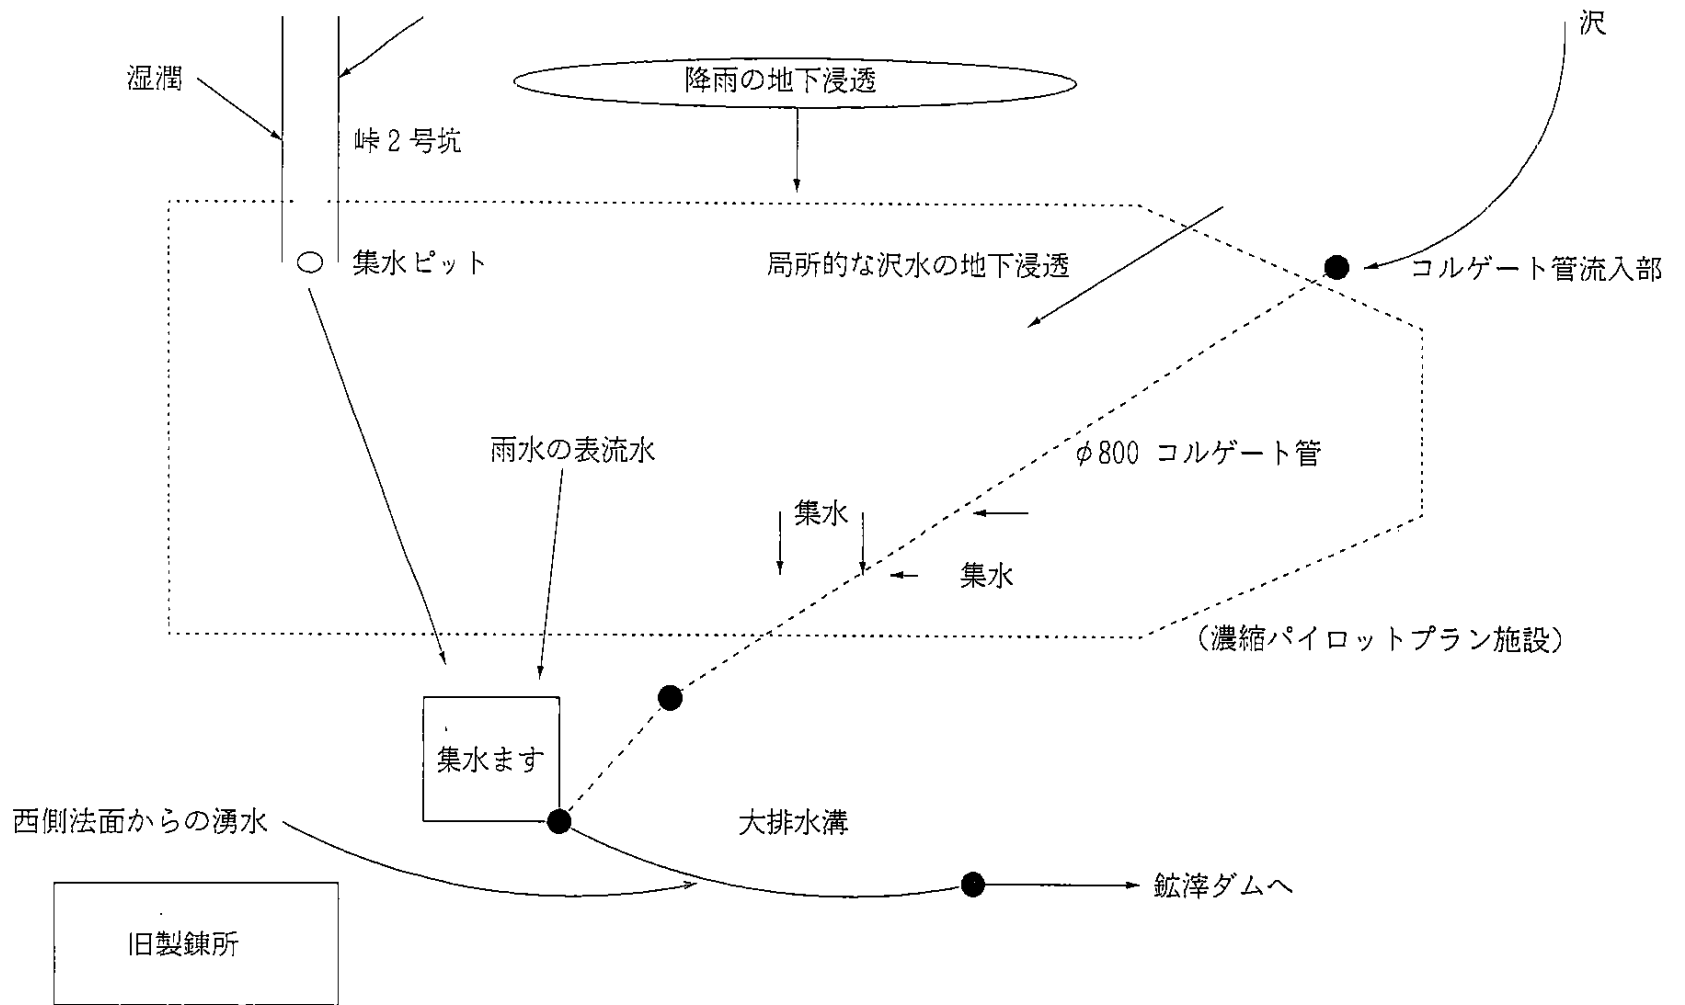 沢
湿潤
降雨の地下浸透
峠2号坑
集水ピット
局所的な沢水の地下浸透
コルゲート管流入部
雨水の表流水
φ800 コルゲート管
集水
集水
(濃縮パイロットプラン施設)
集水ます
西側法面からの湧水
大排水溝
鉱滓ダムへ
旧製錬所